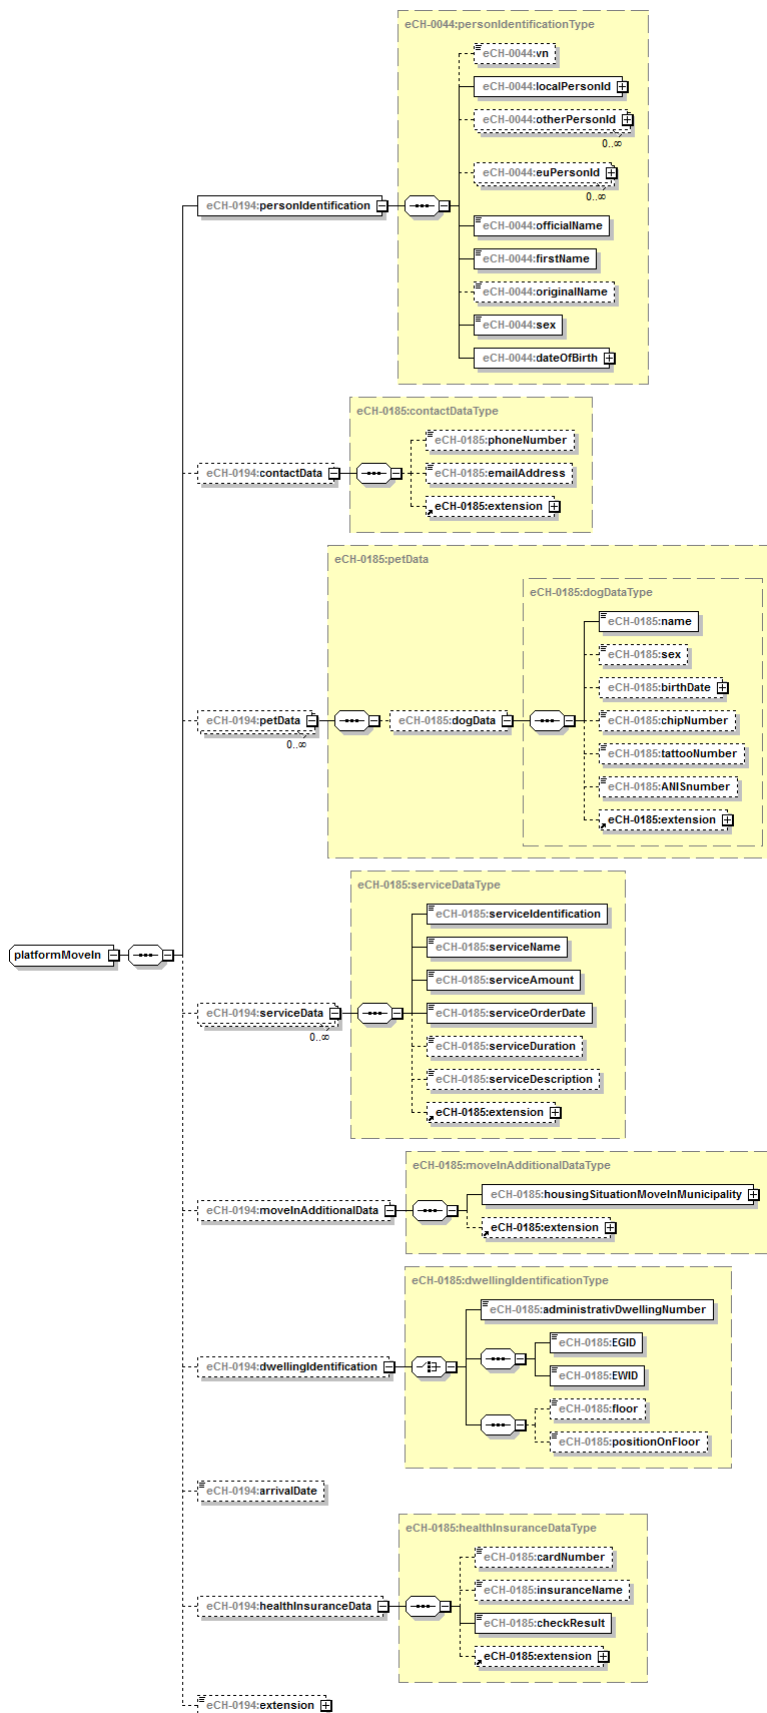 eCH-0044:personIdentificationType
eCH-0044:vn
eCH-0044:localPersonId
eCH-0044:otherPersonId
0..∞
eCH-0044:euPersonId
0..∞
eCH-0194:personIdentification
eCH-0044:officialName
eCH-0044:firstName
eCH-0044:originalName
eCH-0044:sex
eCH-0044:dateOfBirth
eCH-0185:contactDataType
eCH-0185:phoneNumber
eCH-0194:contactData
eCH-0185:emailAddress
eCH-0185:extension
eCH-0185:petData
eCH-0185:dogDataType
eCH-0185:name
eCH-0185:sex
eCH-0185:birthDate
eCH-0194:petData
0..∞
eCH-0185:dogData
eCH-0185:chipNumber
eCH-0185:tattooNumber
eCH-0185:ANISnumber
eCH-0185:extension
eCH-0185:serviceDataType
eCH-0185:serviceIdentification
eCH-0185:serviceName
platformMoveIn
eCH-0185:serviceAmount
eCH-0194:serviceData
0..∞
eCH-0185:serviceOrderDate
eCH-0185:serviceDuration
eCH-0185:serviceDescription
eCH-0185:extension
eCH-0185:moveInAdditionalDataType
eCH-0185:housingSituationMoveInMunicipality
eCH-0194:moveInAdditionalData
eCH-0185:extension
eCH-0185:dwellingIdentificationType
eCH-0185:administrativDwellingNumber
eCH-0185:EGID
eCH-0194:dwellingIdentification
eCH-0185:EWID
eCH-0185:floor
eCH-0185:positionOnFloor
eCH-0194:arrivalDate
eCH-0185:healthInsuranceDataType
eCH-0185:cardNumber
eCH-0185:insuranceName
eCH-0194:healthInsuranceData
eCH-0185:checkResult
eCH-0185:extension
eCH-0194:extension